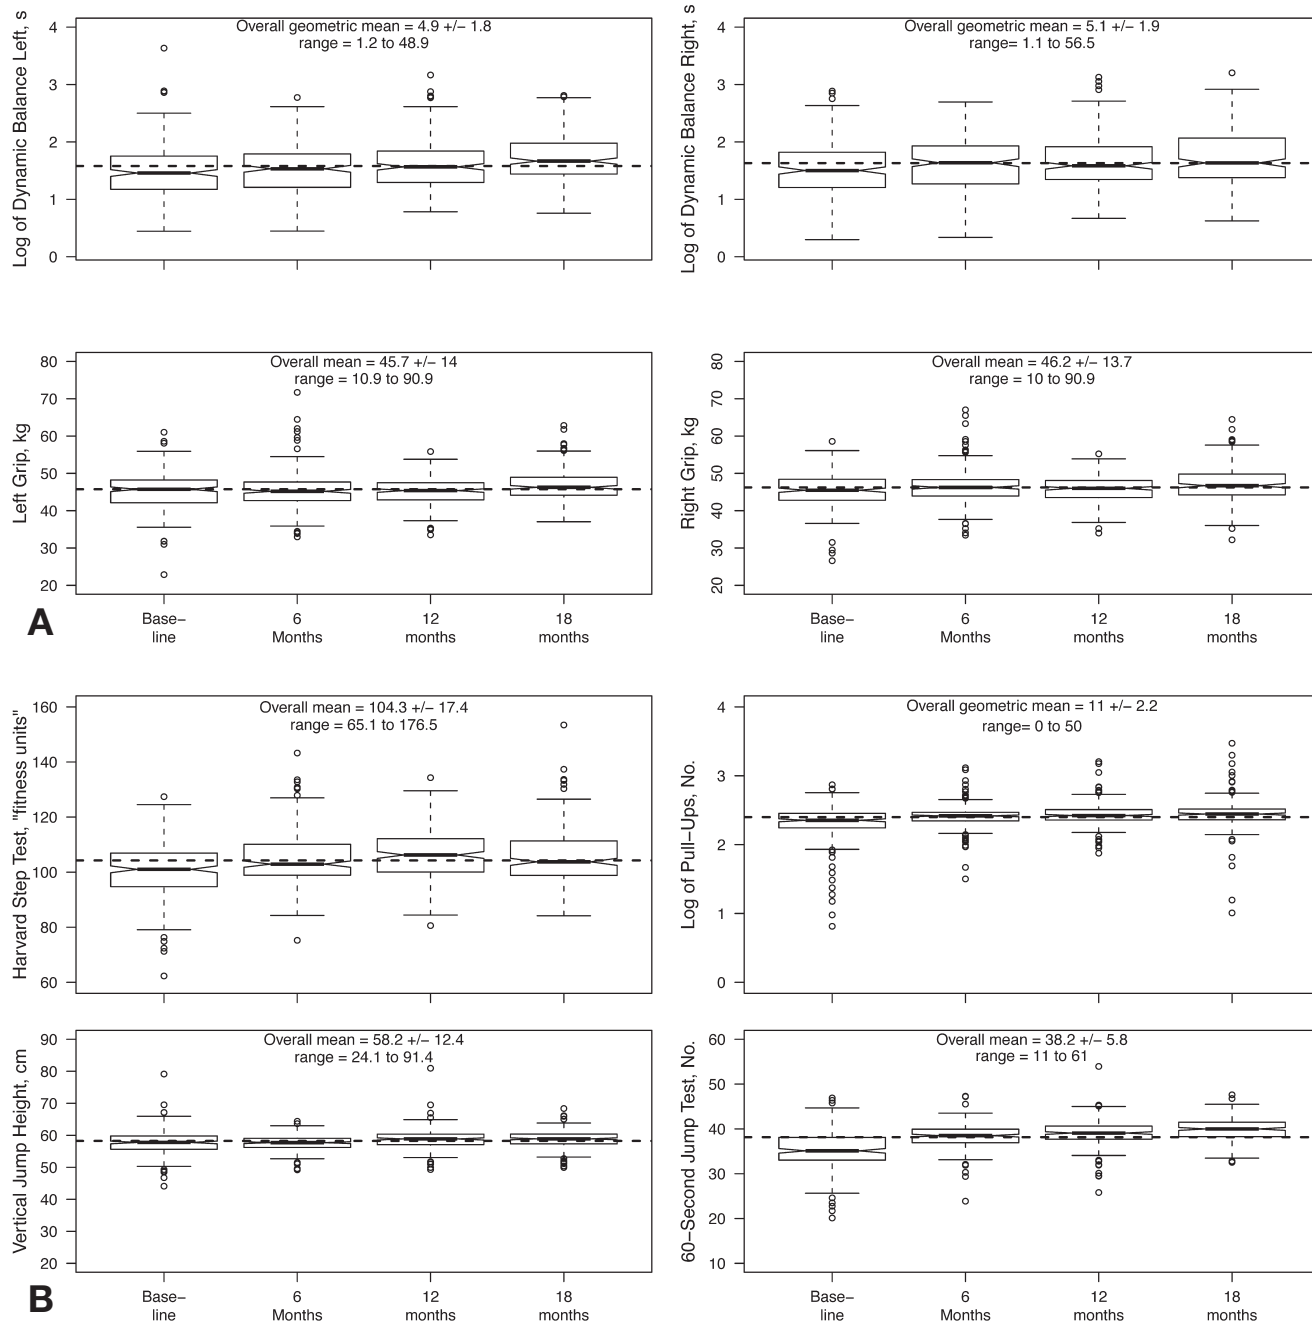 Log of Dynamic Balance Left, s
4
3
2
1
0
Overall geometric mean = 4.9 +/− 1.8
range = 1.2 to 48.9
Log of Dynamic Balance Right, s
4
3
2
1
0
Overall geometric mean = 5.1 +/− 1.9
range= 1.1 to 56.5
Left Grip, kg
80
70
60
50
40
30
20
Overall mean = 45.7 +/− 14
range = 10.9 to 90.9
Base−
line
6
Months
12
months
18
months
Right Grip, kg
80
70
60
50
40
30
20
Overall mean = 46.2 +/− 13.7
range = 10 to 90.9
Base−
line
6
Months
12
months
18
months
A
Harvard Step Test, "fitness units"
160
140
120
100
80
60
Overall mean = 104.3 +/− 17.4
range = 65.1 to 176.5
Log of Pull−Ups, No.
4
3
2
1
0
Overall geometric mean = 11 +/− 2.2
range= 0 to 50
Vertical Jump Height, cm
90
80
70
60
50
40
30
20
Overall mean = 58.2 +/− 12.4
range = 24.1 to 91.4
Base−
line
6
Months
12
months
18
months
60−Second Jump Test, No.
60
50
40
30
20
10
Overall mean = 38.2 +/− 5.8
range = 11 to 61
Base−
line
6
Months
12
months
18
months
B